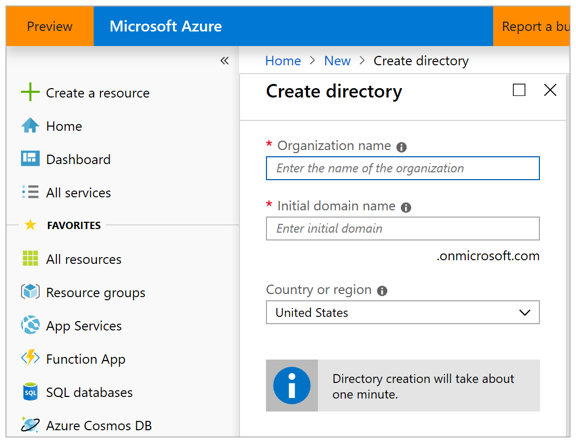 Preview
Microsoft Azure
Report a bu
«
Home > New > Create directory
Create a resource
Home
Dashboard
All services
FAVORITES
All resources
Resource groups
App Services
Function App
SQL
SQL databases
Azure Cosmos DB
Create directory
* Organization name
Enter the name of the organization
* Initial domain name
Enter initial domain
.onmicrosoft.com
Country or region
United States
Directory creation will take about
one minute.